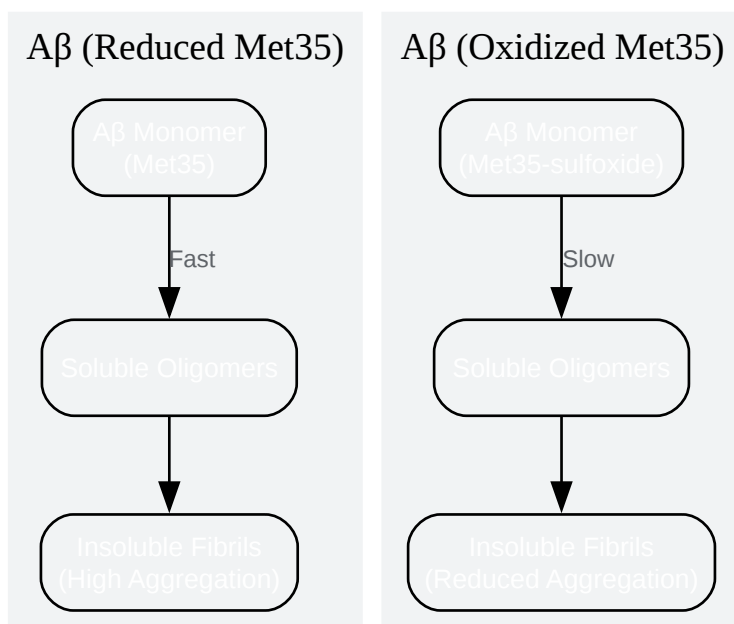 Aβ (Reduced Met35)
Aβ Monomer
(Met35)
Fast
Soluble Oligomers
Insoluble Fibrils
(High Aggregation)
Aβ (Oxidized Met35)
Aβ Monomer
(Met35-sulfoxide)
Slow
Soluble Oligomers
Insoluble Fibrils
(Reduced Aggregation)